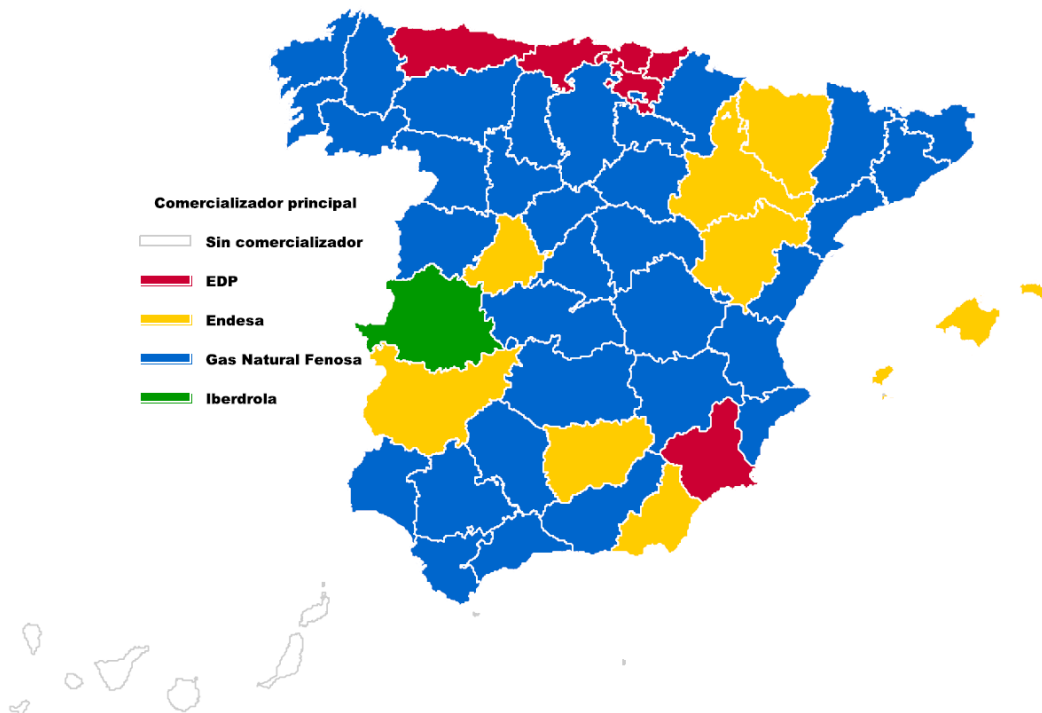 Comercializador principal
Sin comercializador
EDP
Endesa
Gas Natural Fenosa
Iberdrola